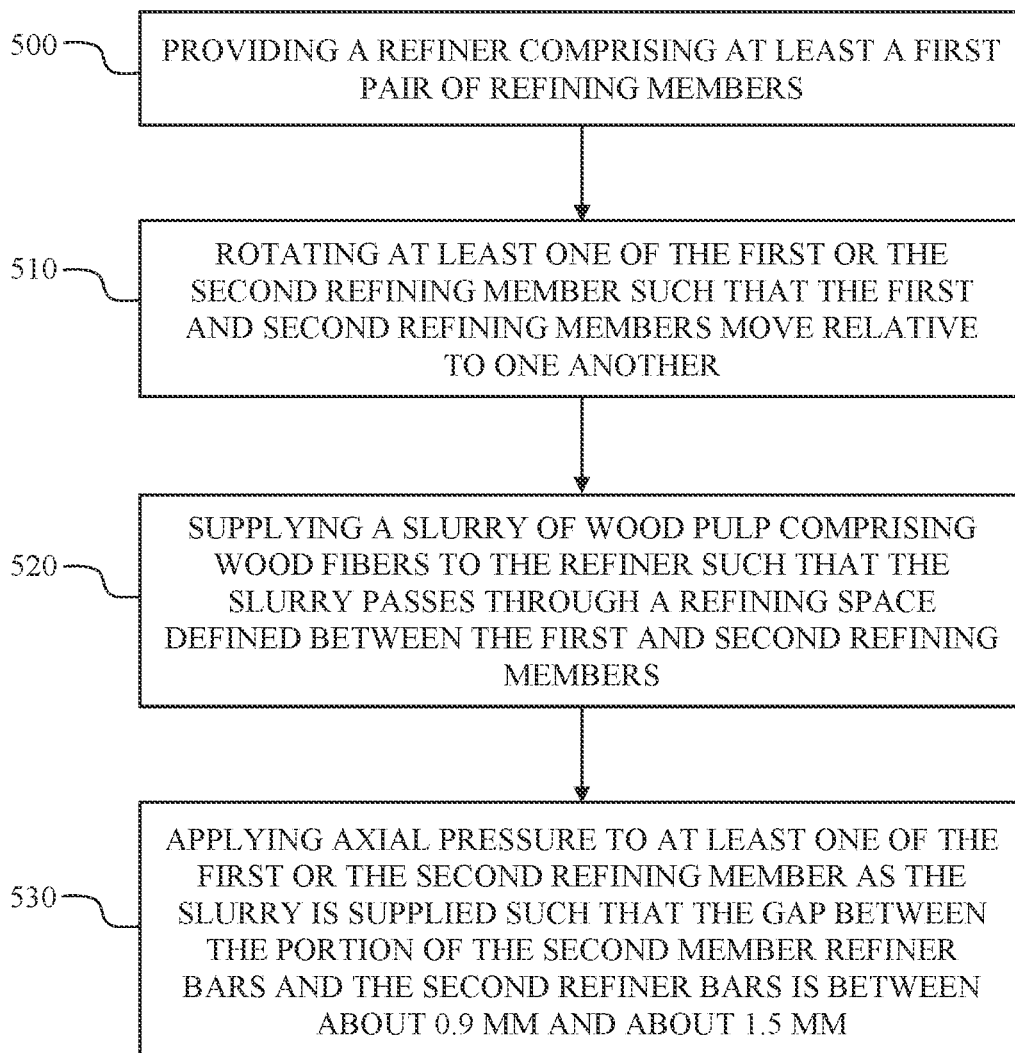 500
PROVIDING A REFINER COMPRISING AT LEAST A FIRST
PAIR OF REFINING MEMBERS
510
ROTATING AT LEAST ONE OF THE FIRST OR THE
SECOND REFINING MEMBER SUCH THAT THE FIRST
AND SECOND REFINING MEMBERS MOVE RELATIVE
TO ONE ANOTHER
520
SUPPLYING A SLURRY OF WOOD PULP COMPRISING
WOOD FIBERS TO THE REFINER SUCH THAT THE
SLURRY PASSES THROUGH A REFINING SPACE
DEFINED BETWEEN THE FIRST AND SECOND REFINING
MEMBERS
530
APPLYING AXIAL PRESSURE TO AT LEAST ONE OF THE
FIRST OR THE SECOND REFINING MEMBER AS THE
SLURRY IS SUPPLIED SUCH THAT THE GAP BETWEEN
THE PORTION OF THE SECOND MEMBER REFINER
BARS AND THE SECOND REFINER BARS IS BETWEEN
ABOUT 0.9 MM AND ABOUT 1.5 MM